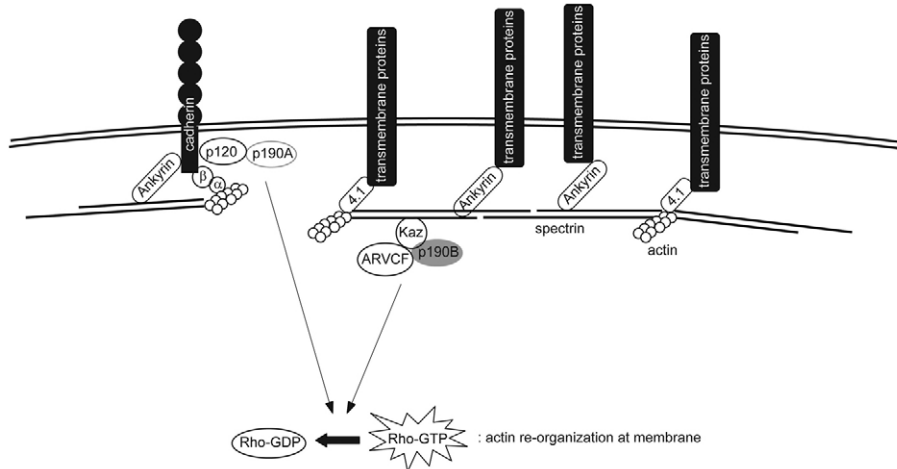 transmembrane proteins
transmembrane proteins
transmembrane proteins
transmembrane proteins
cadherin
p120
p190A
Ankyrin
β
α
4.1
Ankyrin
Ankyrin
4.1
Kaz
spectrin
ARVCF
p190B
actin
Rho-GDP
Rho-GTP
: actin re-organization at membrane